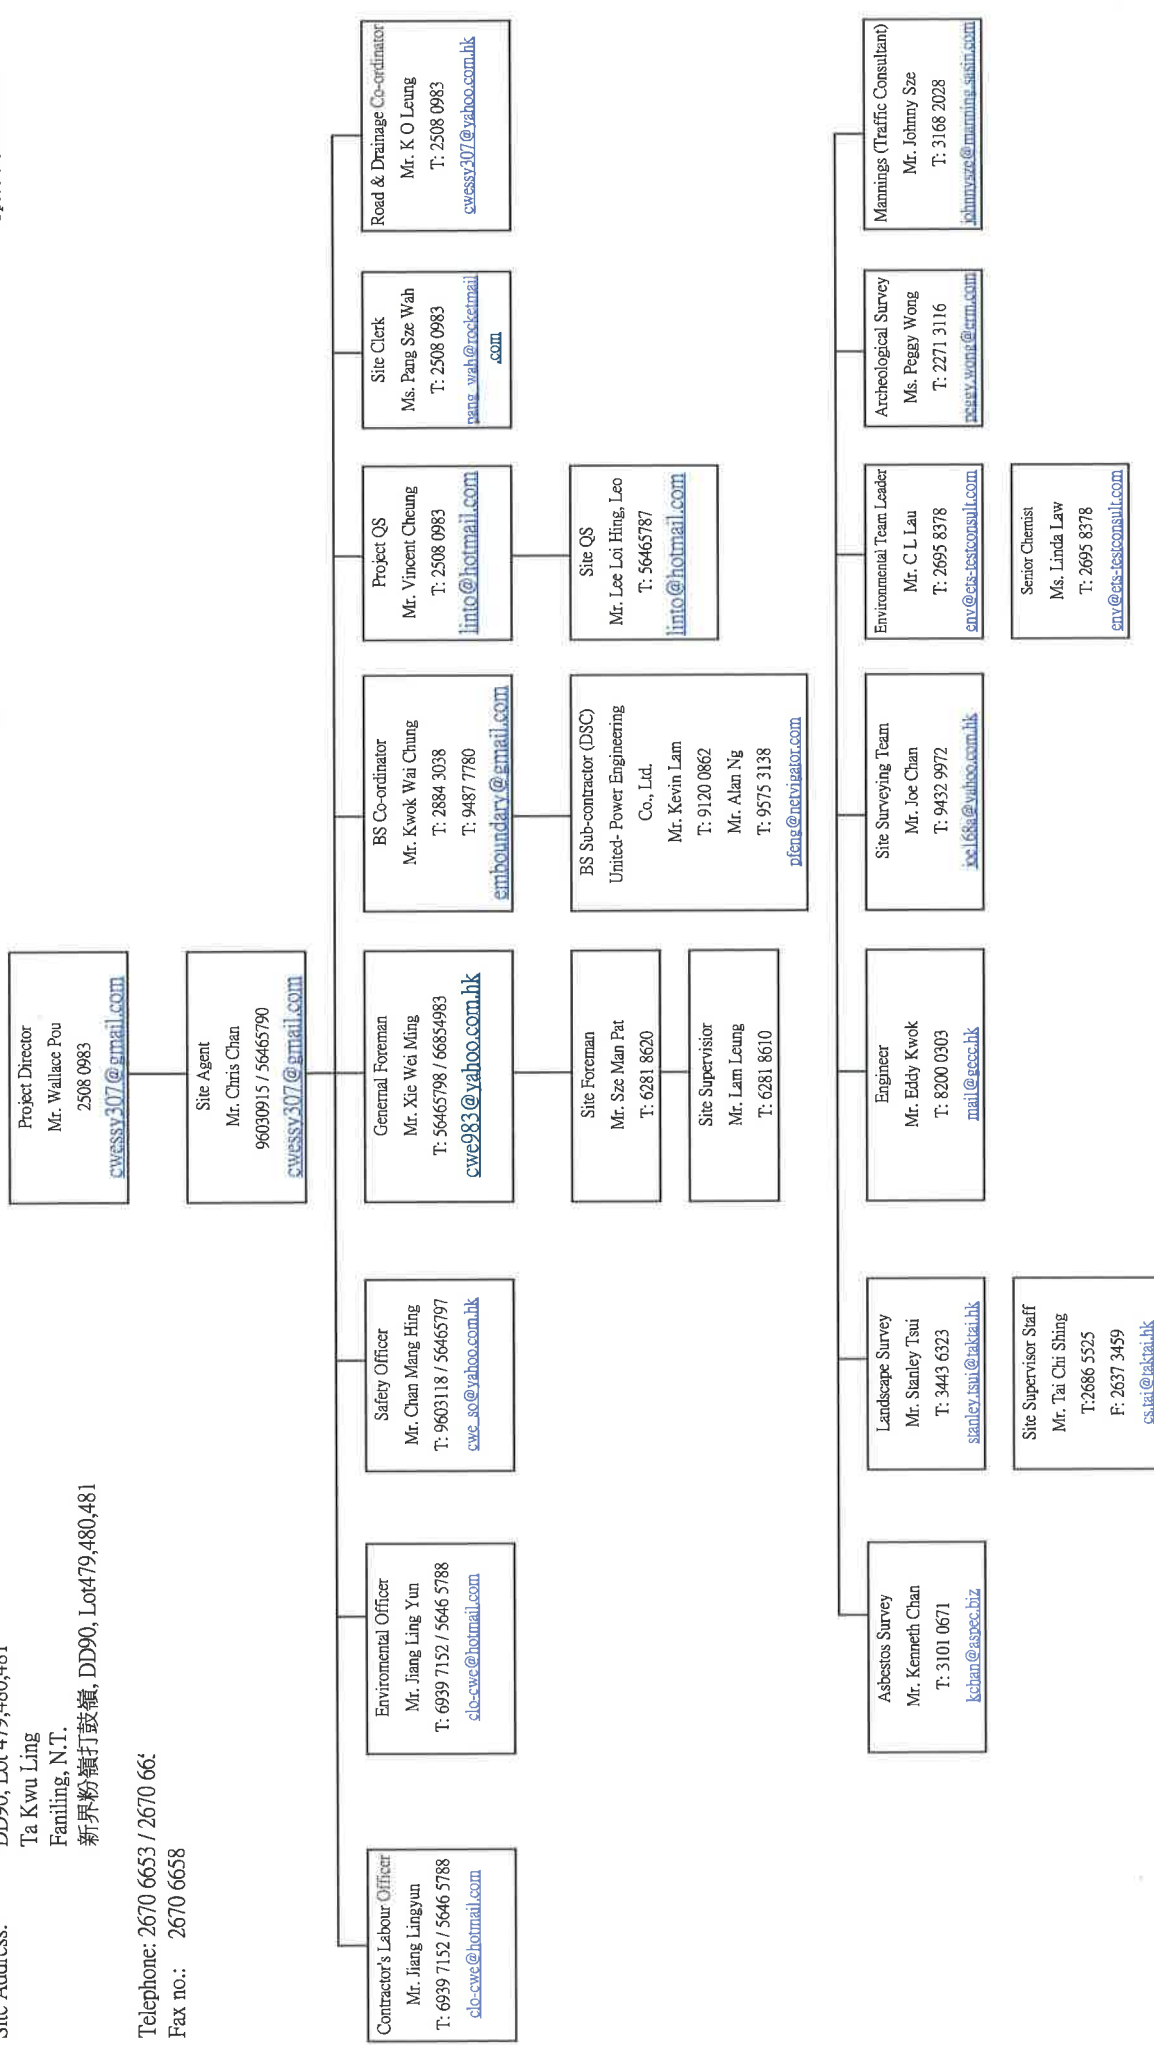 DD90, Lot 479,480,481
Ta Kwu Ling
Faniling, N.T.
新界粉嶺打鼓嶺, DD90, Lot479,480,481
Telephone: 2670 6653 / 2670 66
Fax no.: 2670 6658
Project Director
Mr. Wallace Pou
2508 0983
cwessy307@gmail.com
Site Agent
Mr. Chris Chan
96030915 / 56465790
cwessy307@gmail.com
Contractor's Labour Officer
Mr. Jiang Lingyun
T: 6939 7152 / 5646 5788
clo-cwe@hotmail.com
Enviromental Officer
Mr. Jiang Ling Yun
T: 6939 7152 / 5646 5788
clo-cwe@hotmail.com
Safety Officer
Mr. Chan Mang Hing
T: 9603118 / 56465797
cwe_so@yahoo.com.hk
Genernal Foreman
Mr. Xie Wei Ming
T: 56465798 / 66854983
cwe983@yahoo.com.hk
BS Co-ordinator
Mr. Kwok Wai Chung
T: 2884 3038
T: 9487 7780
emboundary@gmail.com
Project QS
Mr. Vincent Cheung
T: 2508 0983
linto@hotmail.com
Site Clerk
Ms. Pang Sze Wah
T: 2508 0983
pang_wah@rocketmail
.com
Road & Drainage Co-ordinator
Mr. K O Leung
T: 2508 0983
cwessy307@yahoo.com.hk
Site Foreman
Mr. Sze Man Pat
T: 6281 8620
Site Supervisior
Mr. Lam Leung
T: 6281 8610
BS Sub-contractor (DSC)
United- Power Engineering
Co., Ltd.
Mr. Kevin Lam
T: 9120 0862
Mr. Alan Ng
T: 9575 3138
pfeng@netvigator.com
Site QS
Mr. Lee Loi Hing, Leo
T: 56465787
linto@hotmail.com
Asbestos Survey
Mr. Kenneth Chan
T: 3101 0671
kchan@aspec.biz
Landscape Survey
Mr. Stanley Tsui
T: 3443 6323
stanley.tsui@taktai.hk
Engineer
Mr. Eddy Kwok
T: 8200 0303
mail@gccc.hk
Site Surveying Team
Mr. Joe Chan
T: 9432 9972
joe168a@yahoo.com.hk
Environmental Team Leader
Mr. C L Lau
T: 2695 8378
env@ets-testconsult.com
Archeological Survey
Ms. Peggy Wong
T: 2271 3116
peggy.wong@erm.com
Mannings (Traffic Consultant)
Mr. Johnny Sze
T: 3168 2028
johnnysze@manning.sasin.com
Site Supervisor Staff
Mr. Tai Chi Shing
T:2686 5525
F: 2637 3459
cs.tai@taktai.hk
Senior Chemist
Ms. Linda Law
T: 2695 8378
env@ets-testconsult.com